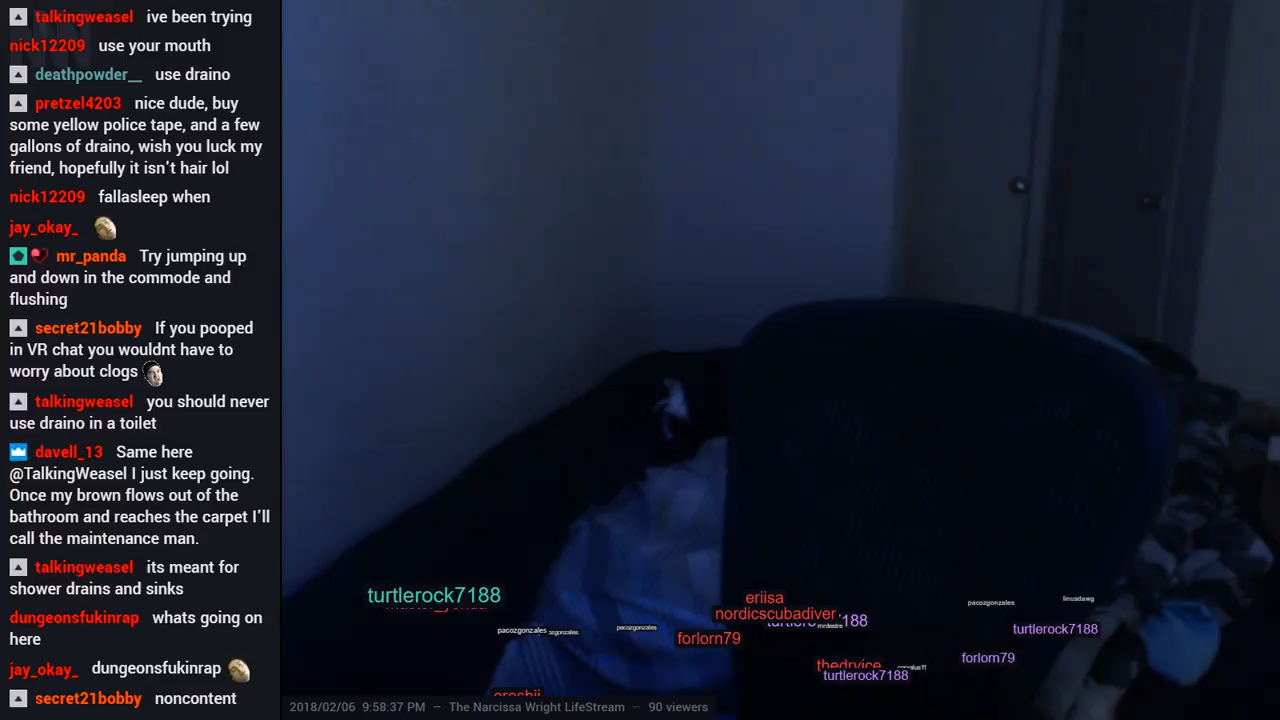 talkingweasel ive been trying
nick12209 use your mouth
deathpowder__ use draino
pretzel4203 nice dude, buy
some yellow police tape, and a few
gallons of draino, wish you luck my
friend, hopefully it isn't hair lol
nick12209 fallasleep when
jay_okay_
mr_panda Try jumping up
and down in the commode and
flushing
secret21bobby If you pooped
in VR chat you wouldnt have to
worry about clogs
talkingweasel you should never
use draino in a toilet
davell_13 Same here
@TalkingWeasel I just keep going.
Once my brown flows out of the
bathroom and reaches the carpet I'll
call the maintenance man.
talkingweasel its meant for
shower drains and sinks
dungeonsfukinrap whats going on
here
jay_okay_ dungeonsfukinrap
secret21bobby noncontent
turtlerock7188
eriisa
nordicscubadiver
188
pacozgonzales
linusdawg
pacozgonzales
pacozgonzales
forlorn79
turtlerock7188
thedryice
forlorn79
turtlerock7188
2018/02/06 9:58:37 PM – The Narcissa Wright LifeStream – 90 viewers